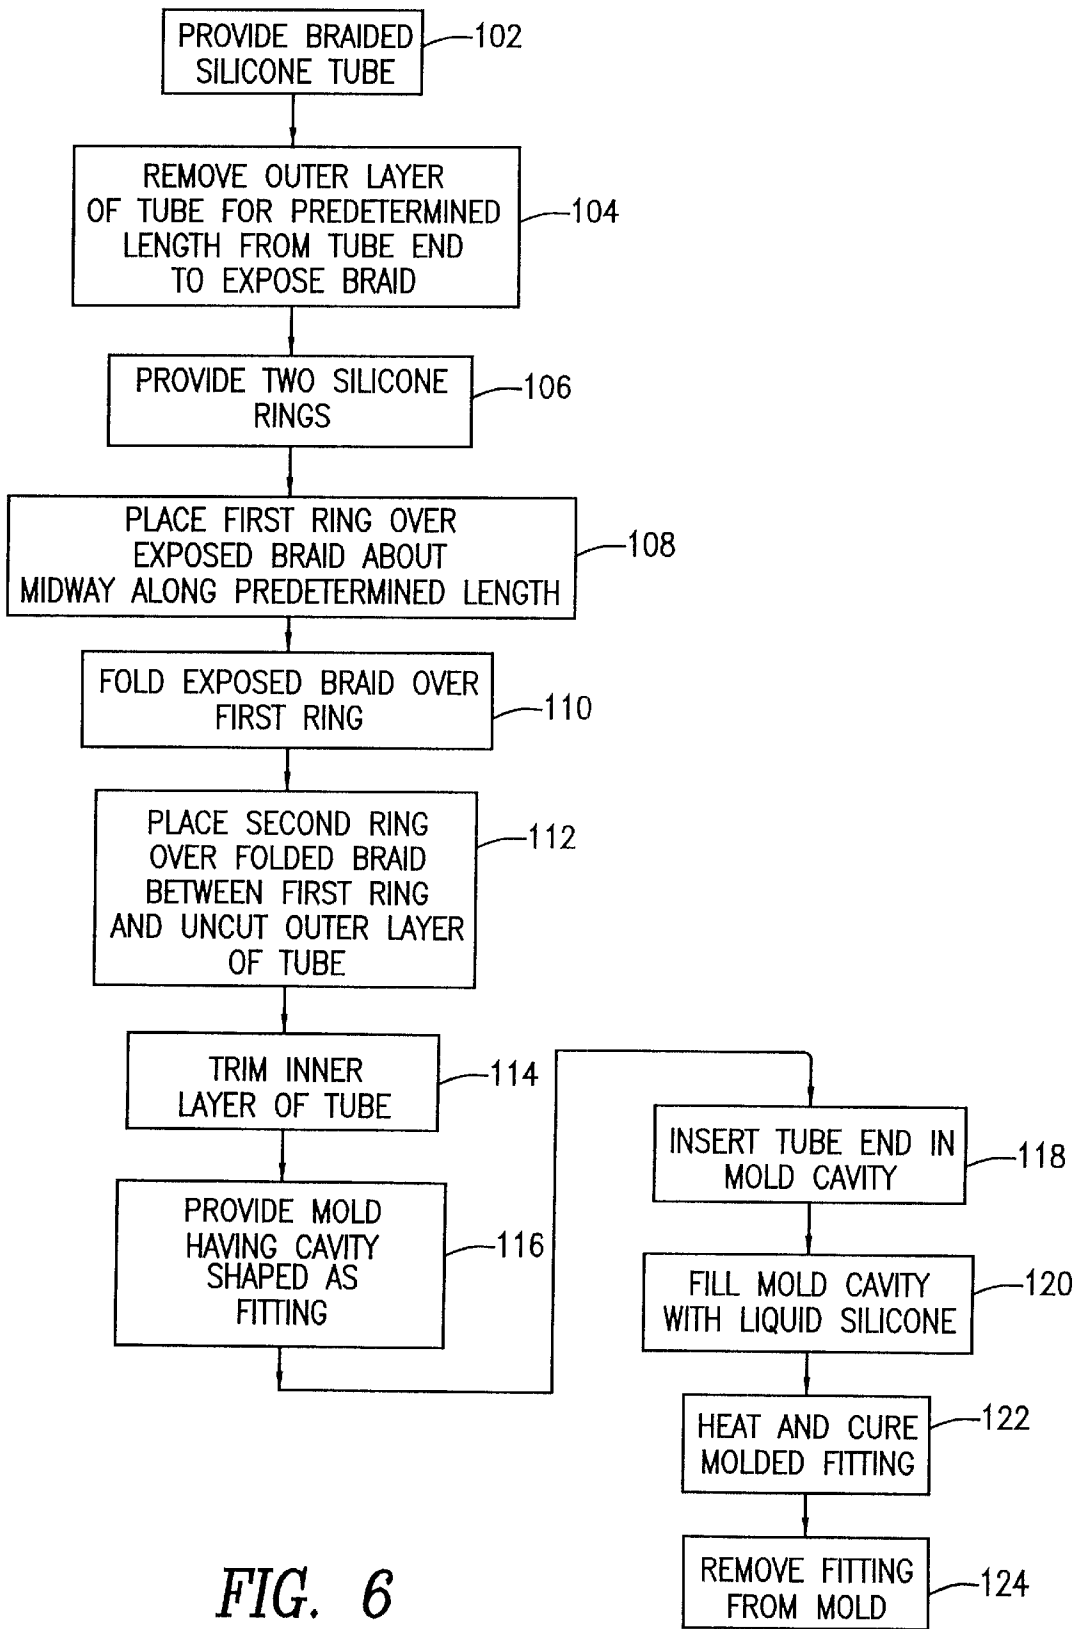 PROVIDE BRAIDED
SILICONE TUBE
102
REMOVE OUTER LAYER
OF TUBE FOR PREDETERMINED
LENGTH FROM TUBE END
TO EXPOSE BRAID
104
PROVIDE TWO SILICONE
RINGS
106
PLACE FIRST RING OVER
EXPOSED BRAID ABOUT
MIDWAY ALONG PREDETERMINED LENGTH
108
FOLD EXPOSED BRAID OVER
FIRST RING
110
PLACE SECOND RING
OVER FOLDED BRAID
BETWEEN FIRST RING
AND UNCUT OUTER LAYER
OF TUBE
112
TRIM INNER
LAYER OF TUBE
114
PROVIDE MOLD
HAVING CAVITY
SHAPED AS
FITTING
116
INSERT TUBE END IN
MOLD CAVITY
118
FILL MOLD CAVITY
WITH LIQUID SILICONE
120
HEAT AND CURE
MOLDED FITTING
122
REMOVE FITTING
FROM MOLD
124
FIG. 6